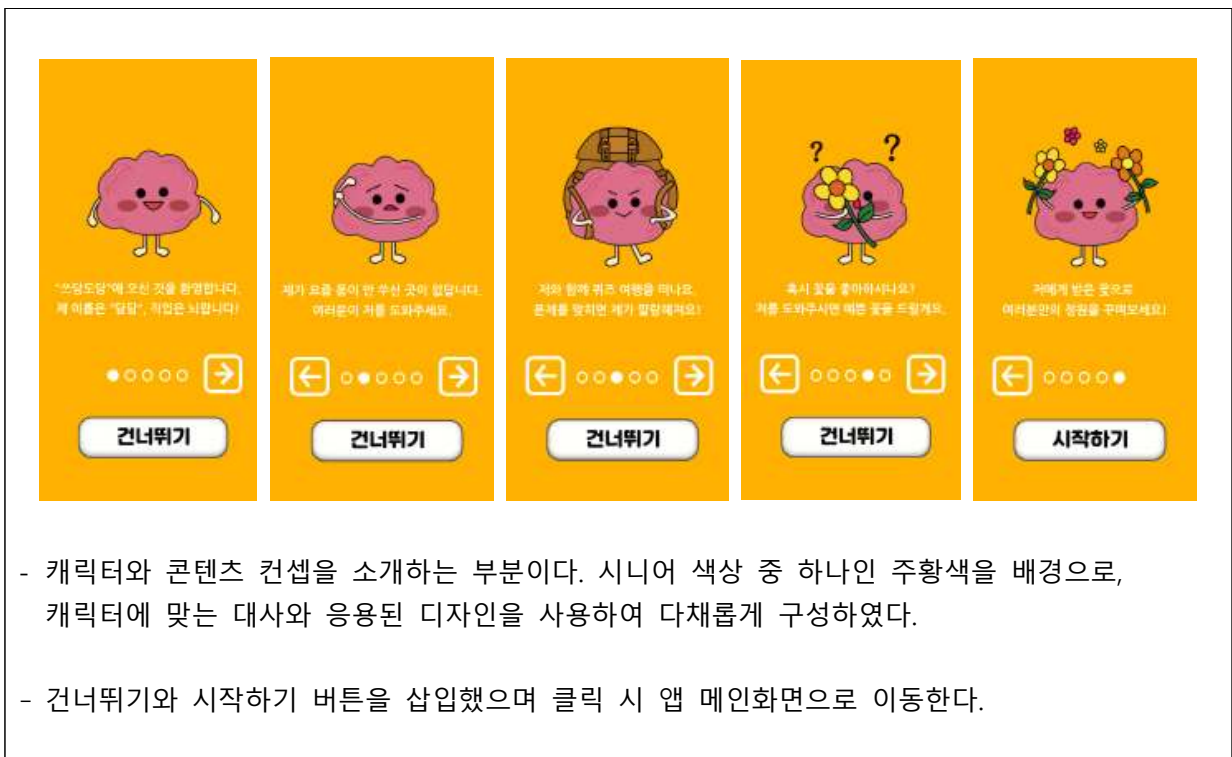 ? ?
"쓰담도담"에 오신 것을 환영합니다.
제 이름은 "담담", 직업은 뇌랍니다!
제가 요즘 몸이 안 쑤신 곳이 없답니다.
여러분이 저를 도와주세요.
저와 함께 퀴즈 여행을 떠나요.
문제를 맞치면 제가 말랑해져요!
혹시 꽃을 좋아하시나요?
저를 도와주시면 예쁜 꽃을 드릴게요.
저에게 받은 꽃으로
여러분만의 정원을 꾸며보세요!
건너뛰기
건너뛰기
건너뛰기
건너뛰기
시작하기
- 캐릭터와 콘텐츠 컨셉을 소개하는 부분이다. 시니어 색상 중 하나인 주황색을 배경으로,
캐릭터에 맞는 대사와 응용된 디자인을 사용하여 다채롭게 구성하였다.
- 건너뛰기와 시작하기 버튼을 삽입했으며 클릭 시 앱 메인화면으로 이동한다.